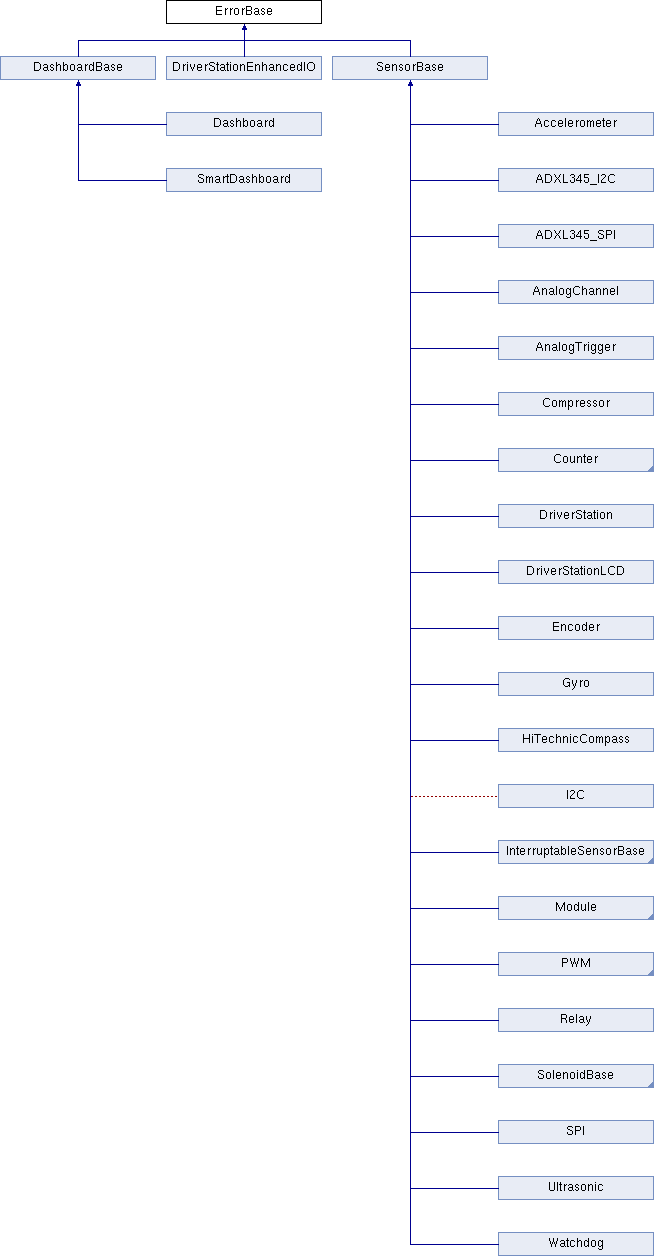 ErrorBase
DashboardBase
DriverStationEnhancedIO
SensorBase
Dashboard
Accelerometer
SmartDashboard
ADXL345_I2C
ADXL345_SPI
AnalogChannel
AnalogTrigger
Compressor
Counter
DriverStation
DriverStationLCD
Encoder
Gyro
HiTechnicCompass
I2C
InterruptableSensorBase
Module
PWM
Relay
SolenoidBase
SPI
Ultrasonic
Watchdog